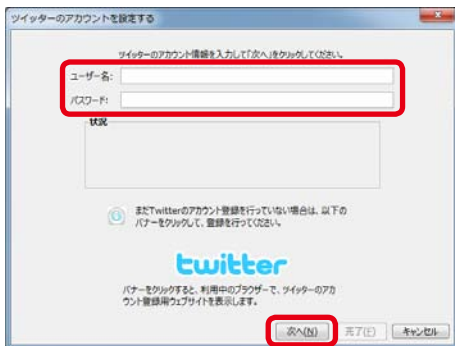 ツイッターのアカウントを設定する
ツイッターのアカウント情報を入力して「次へ」をクリックしてください。
ユーザー名:
パスワード:
状況
まだTwitterのアカウント登録を行っていない場合は、以下の
バナーをクリックして、登録を行ってください。
twitter
バナーをクリックすると、利用中のブラウザーで、ツイッターのアカ
ウント登録用ウェブサイトを表示します。
次へ(N) 完了(F) キャンセル